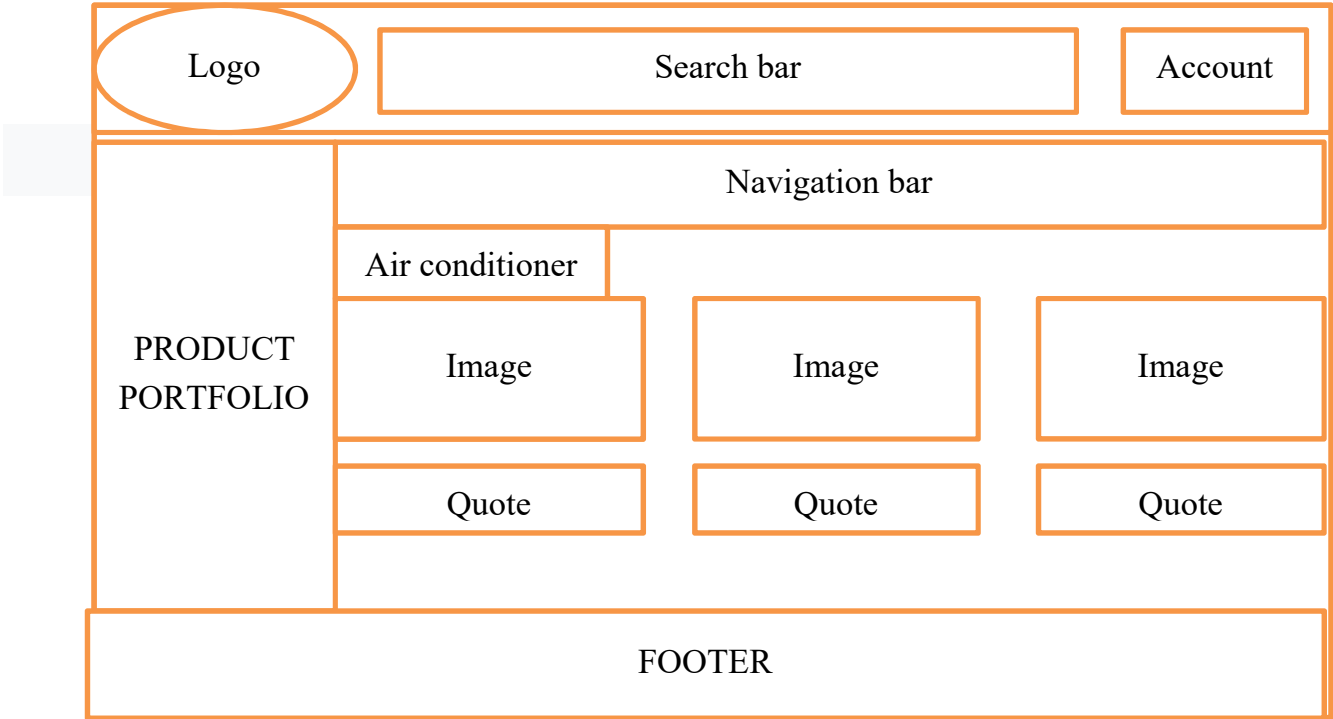 Logo
Search bar
Account
Navigation bar
Air conditioner
PRODUCT
PORTFOLIO
Image
Image
Image
Quote
Quote
Quote
FOOTER